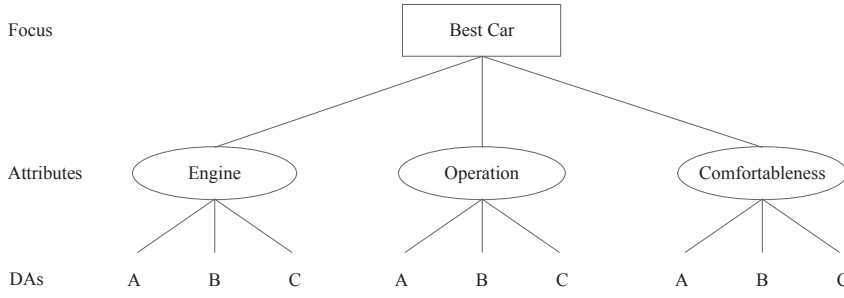 Focus
Best Car
Attributes
Engine
Operation
Comfortableness
DAs
A B C A B C A B C